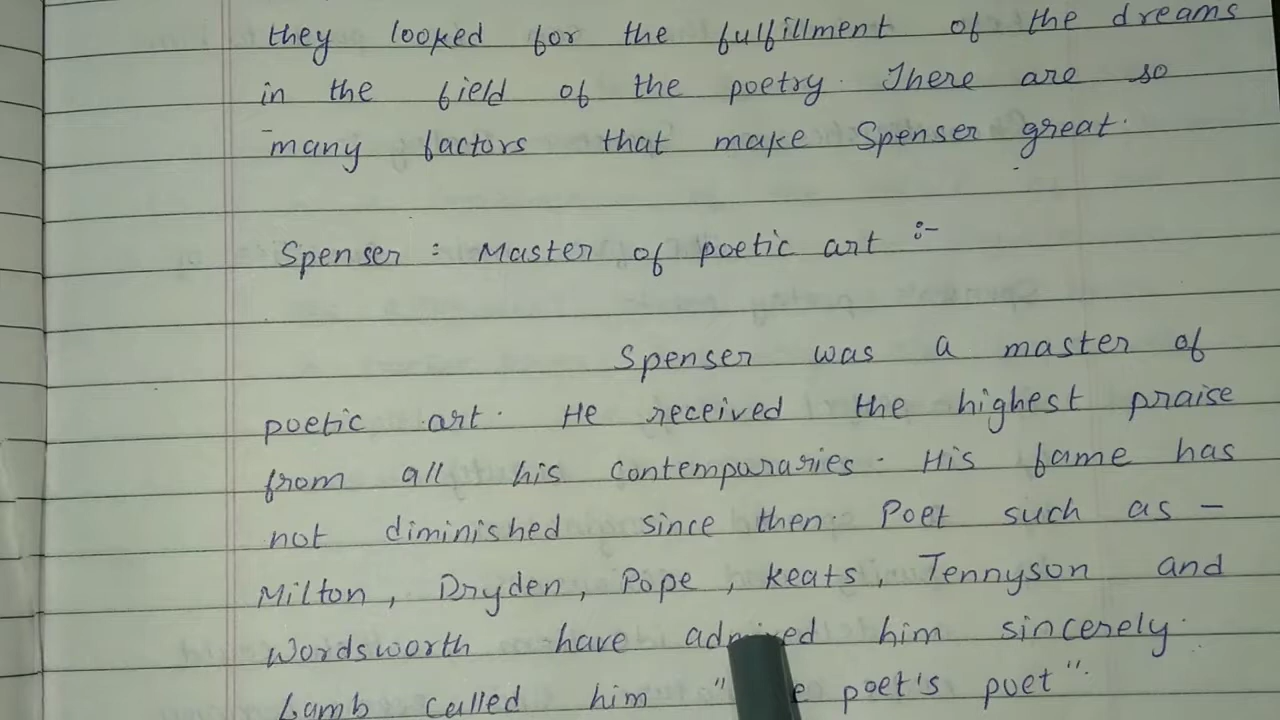 they looked for the fulfillment of the dreams
in the field of the poetry. There are so
many factors that make Spenser great.
Spenser : Master of poetic art :-
Spenser was a master of
poetic art. He received the highest praise
from all his contemparasies. His fame has
not diminished since then. Poet such as -
Milton, Dryden, Pope, Keats, Tennyson and
Wordsworth have admired him sincerely.
Lamb called him " poet's poet".